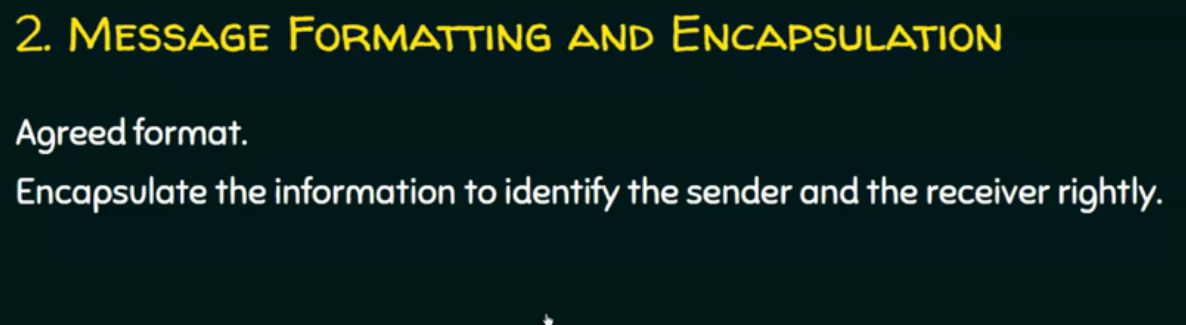 2. Message Formatting and Encapsulation
Agreed format.
Encapsulate the information to identify the sender and the receiver rightly.